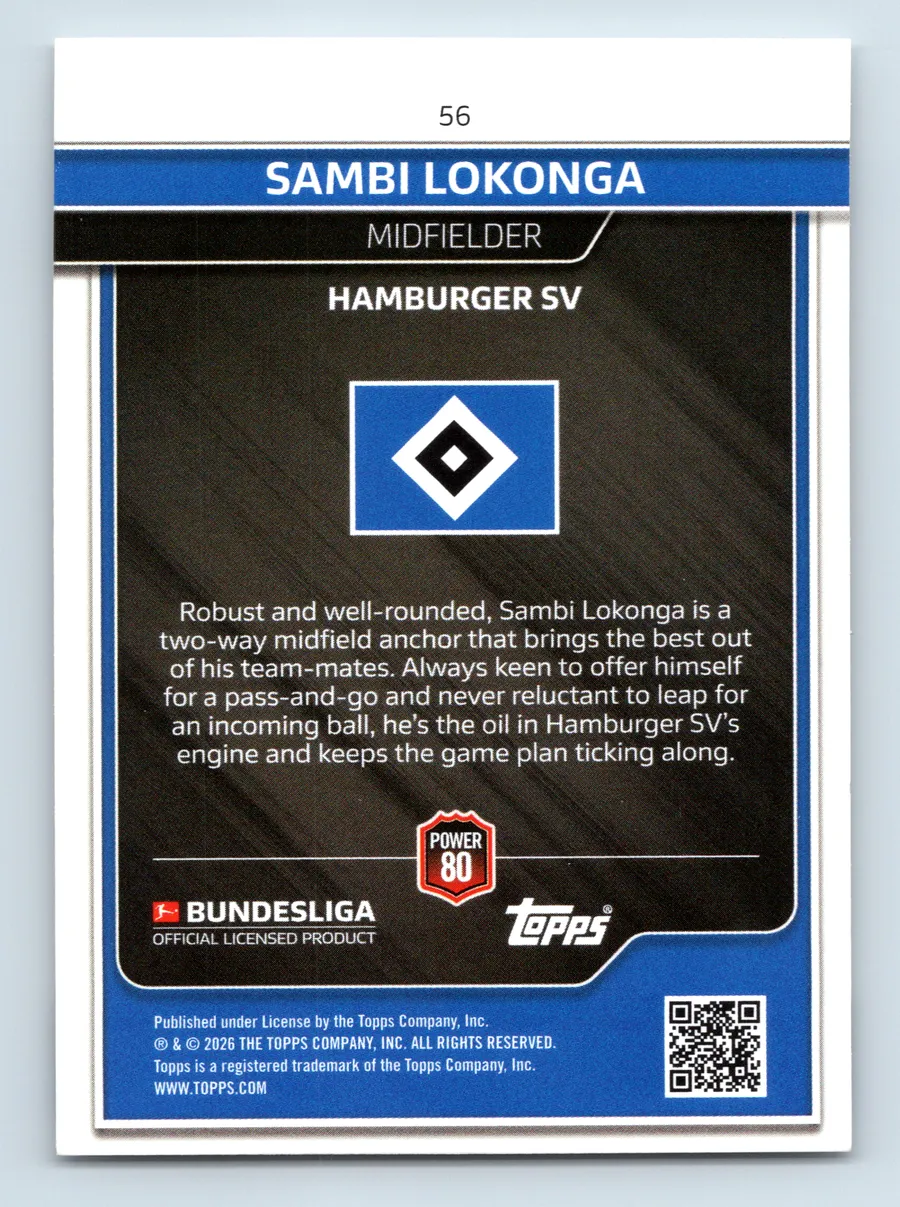 56
SAMBI LOKONGA
MIDFIELDER
HAMBURGER SV
Robust and well-rounded, Sambi Lokonga is a
two-way midfield anchor that brings the best out
of his team-mates. Always keen to offer himself
for a pass-and-go and never reluctant to leap for
an incoming ball, he's the oil in Hamburger SV's
engine and keeps the game plan ticking along.
POWER
80
BUNDESLIGA
OFFICIAL LICENSED PRODUCT
topps®
Published under License by the Topps Company, Inc.
® & © 2026 THE TOPPS COMPANY, INC. ALL RIGHTS RESERVED.
Topps is a registered trademark of the Topps Company, Inc.
WWW.TOPPS.COM